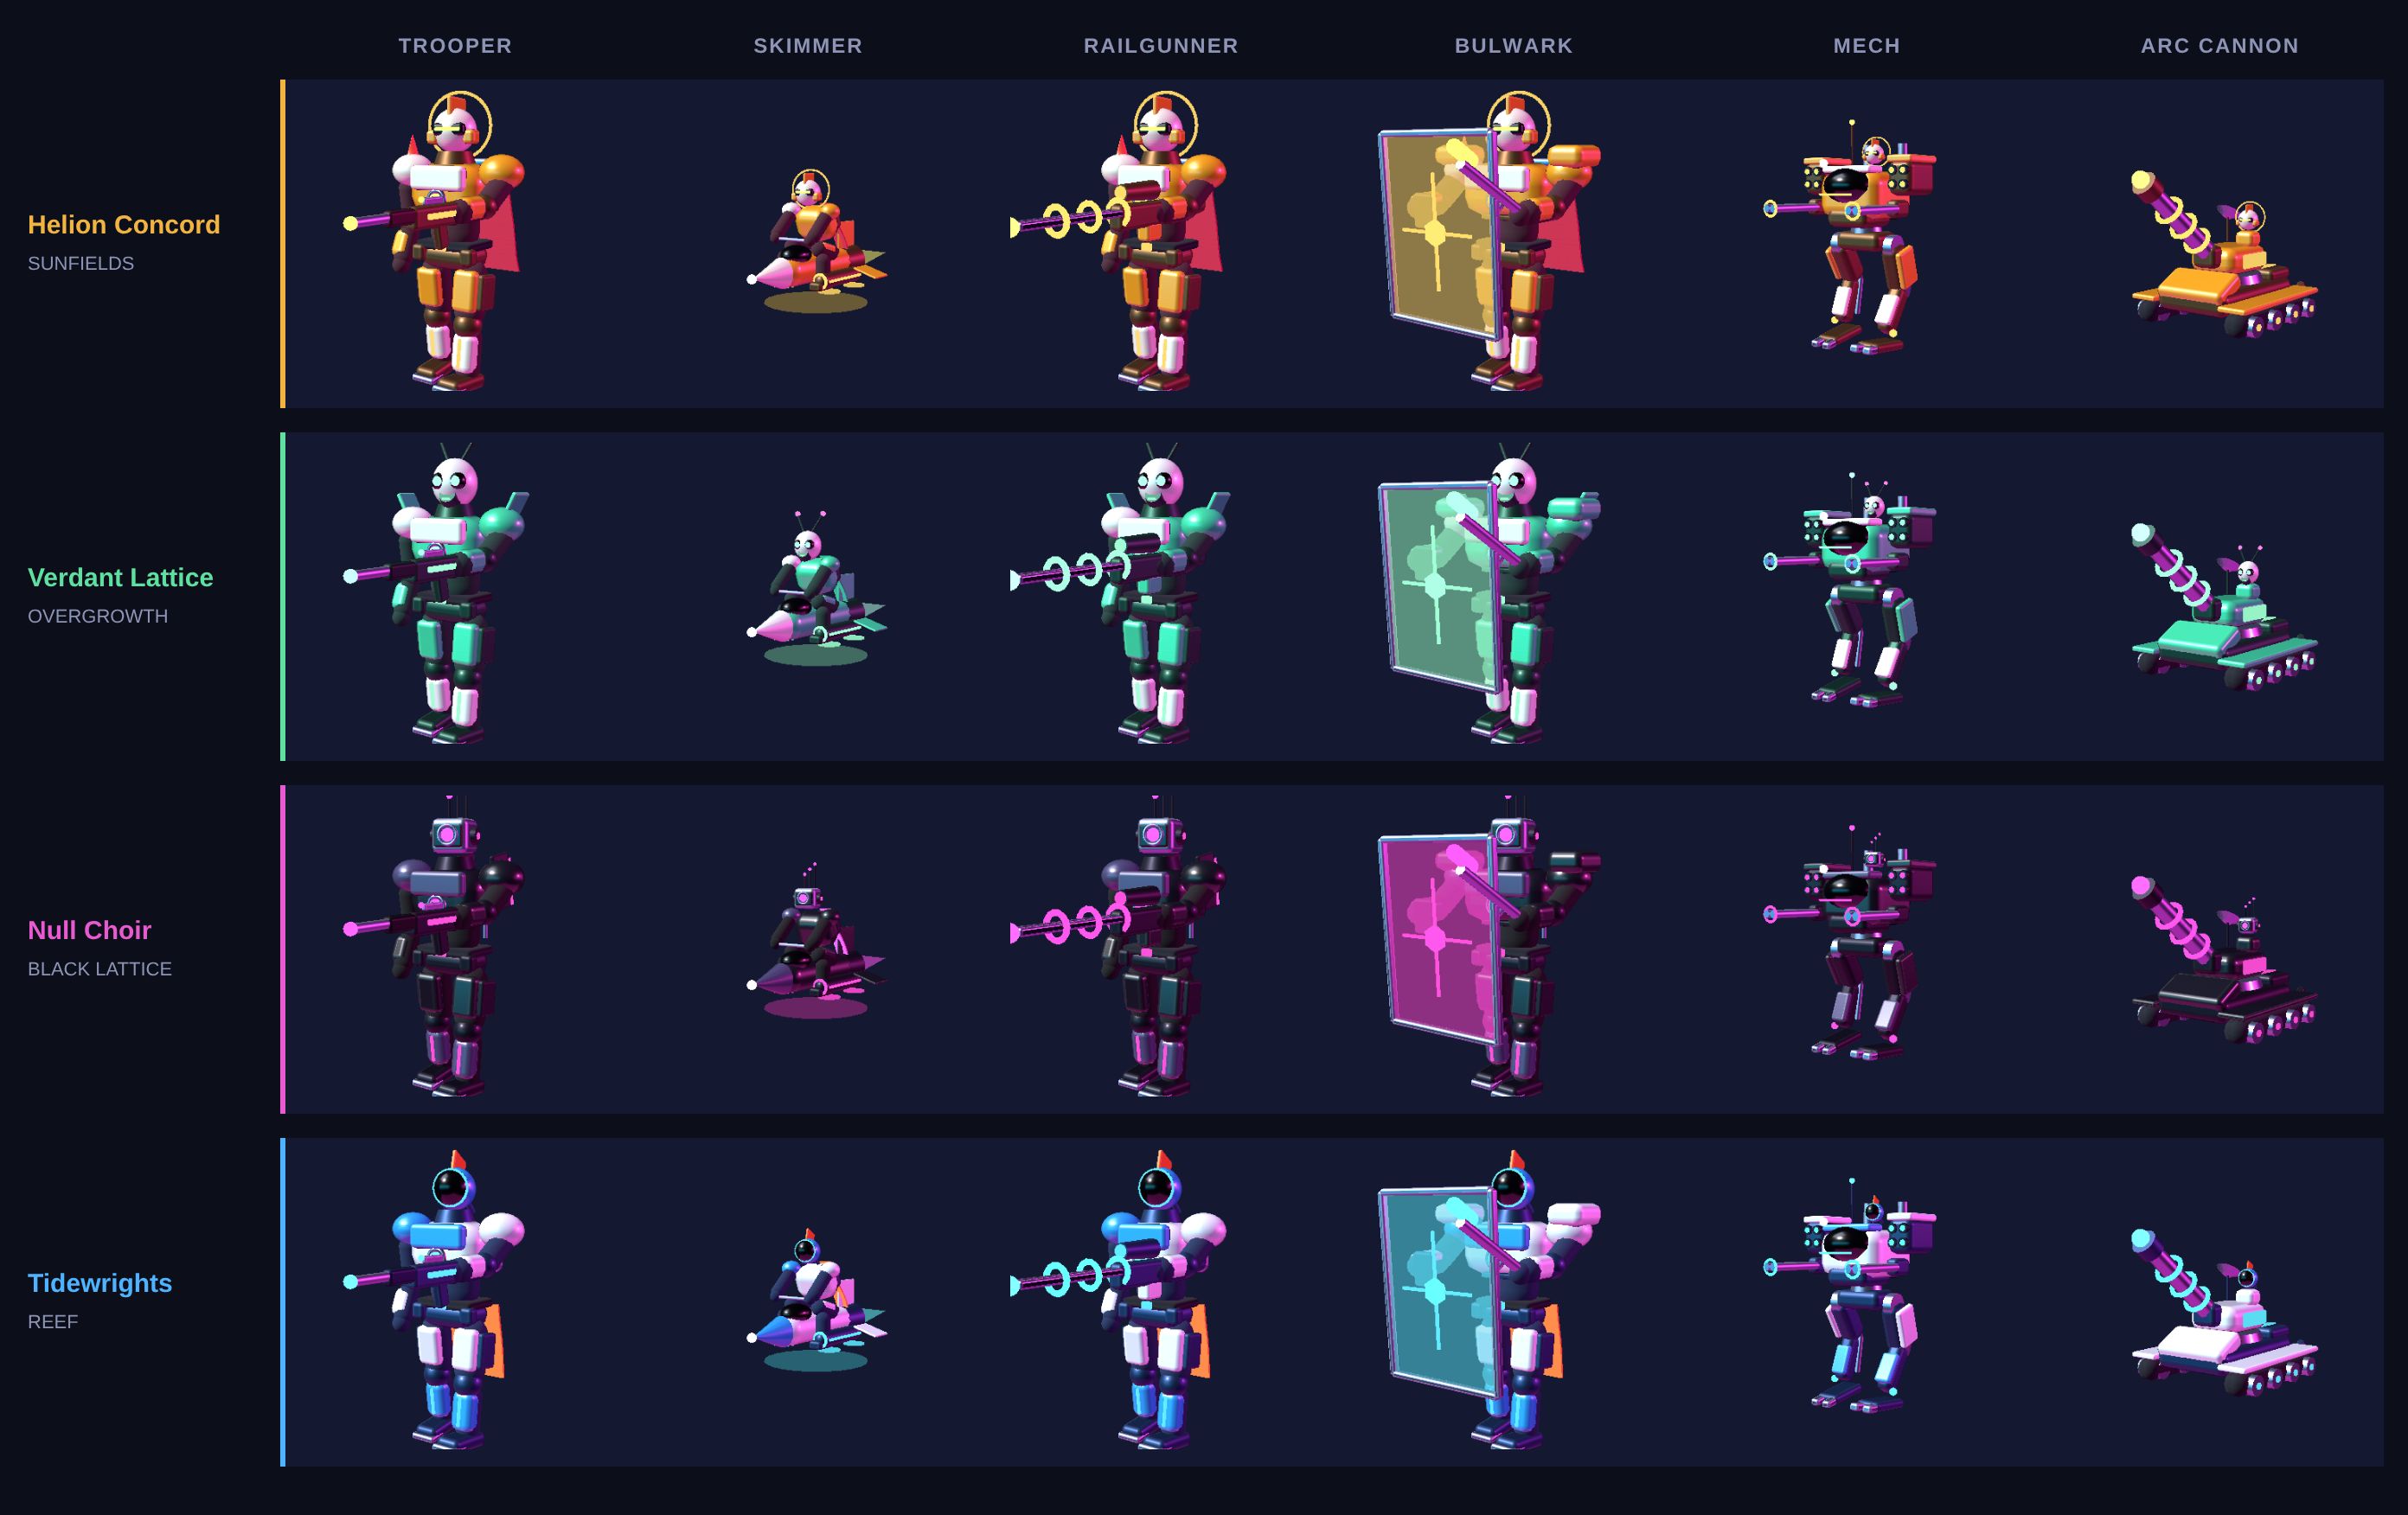 TROOPER SKIMMER RAILGUNNER BULWARK MECH ARC CANNON
Helion Concord
SUNFIELDS
Verdant Lattice
OVERGROWTH
Null Choir
BLACK LATTICE
Tidewrights
REEF